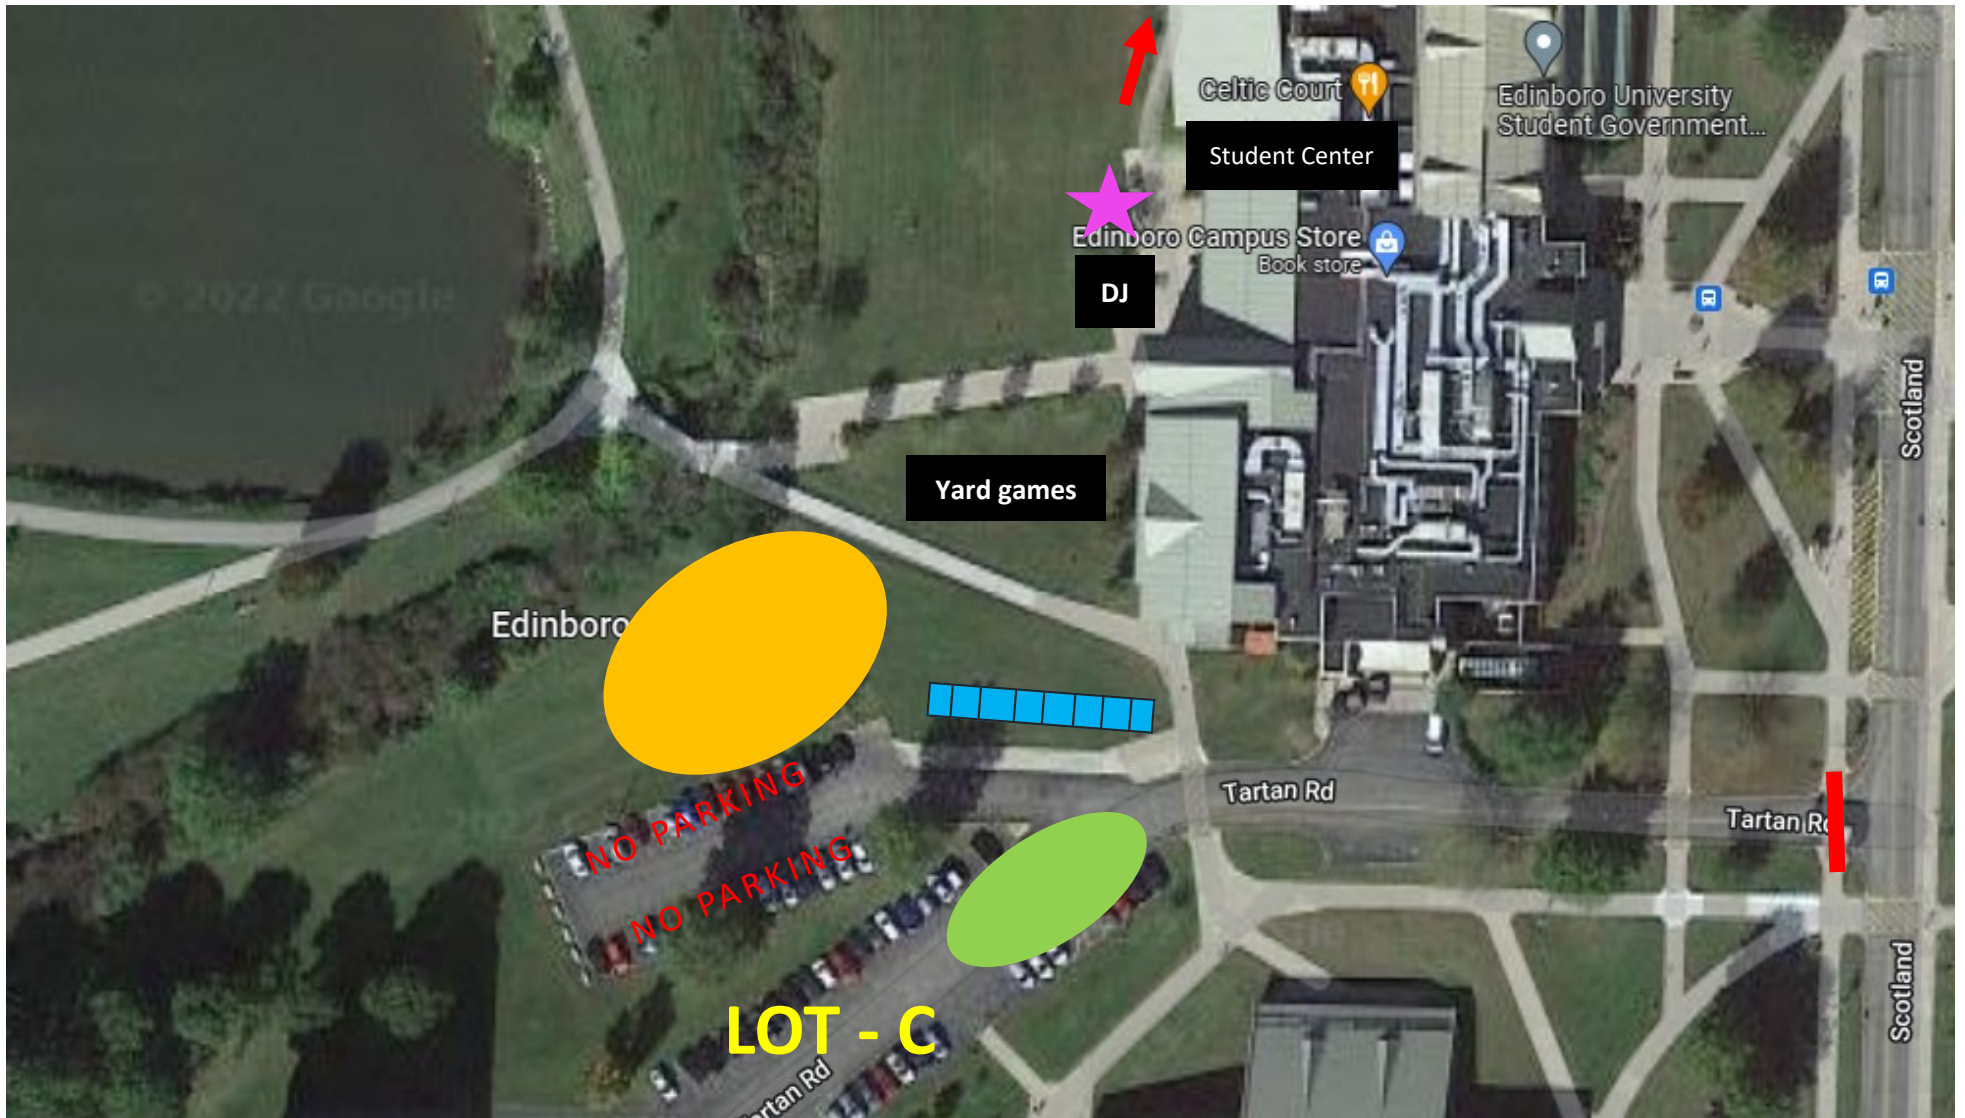 Celtic Court
Edinboro University
Student Government...
Student Center
Edinboro Campus Store
Book store
DJ
© 2022 Google
Scotland
Yard games
Edinboro
NO PARKING
Tartan Rd
Tartan Rd
NO PARKING
LOT - C
Scotland
Tartan Rd